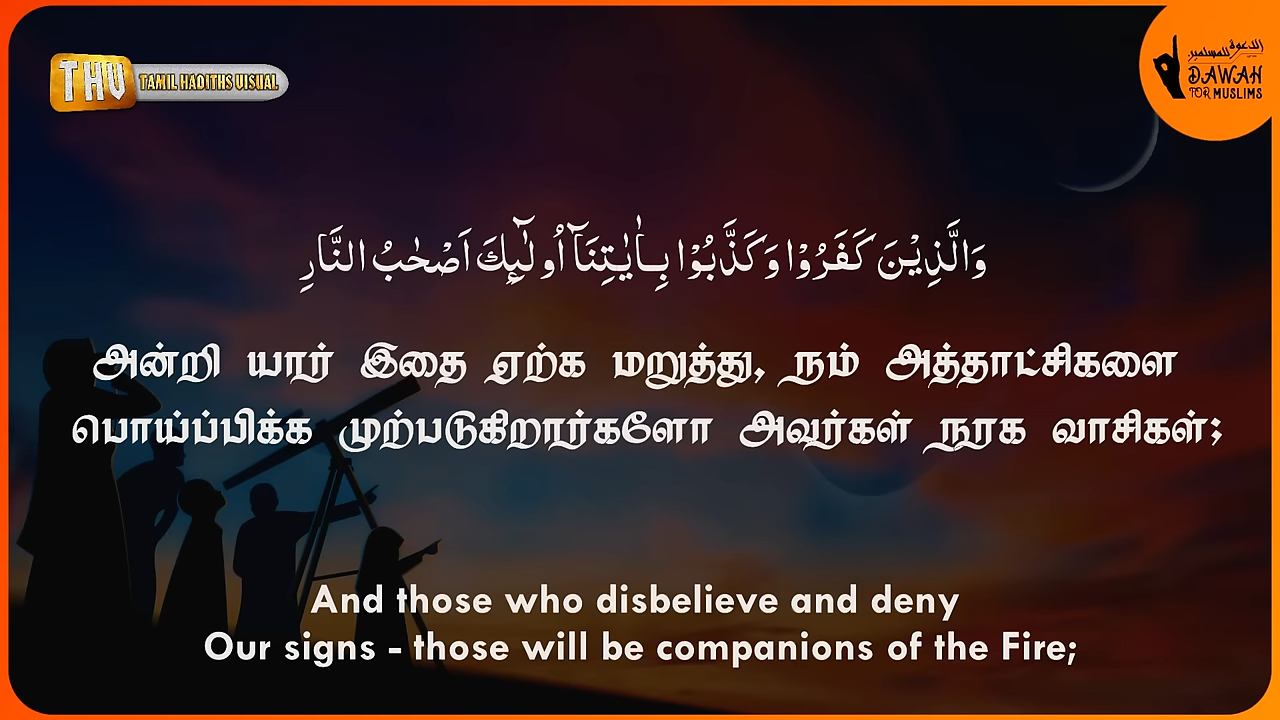 THV
TAMIL HADITHS VISUAL
الدعوة للمسلمين
DAWAH
FOR MUSLIMS
وَالَّذِيْنَ كَفَرُوْا وَكَذَّبُوْا بِاٰيٰتِنَآ اُولٰٓئِكَ اَصْحٰبُ النَّارِ
அன்றி யார் இதை ஏற்க மறுத்து, நம் அத்தாட்சிகளை
பொய்ப்பிக்க முற்படுகிறார்களோ அவர்கள் நரக வாசிகள்;
And those who disbelieve and deny
Our signs - those will be companions of the Fire;